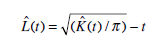 L̂(t) = √(K̂(t) / π) − t